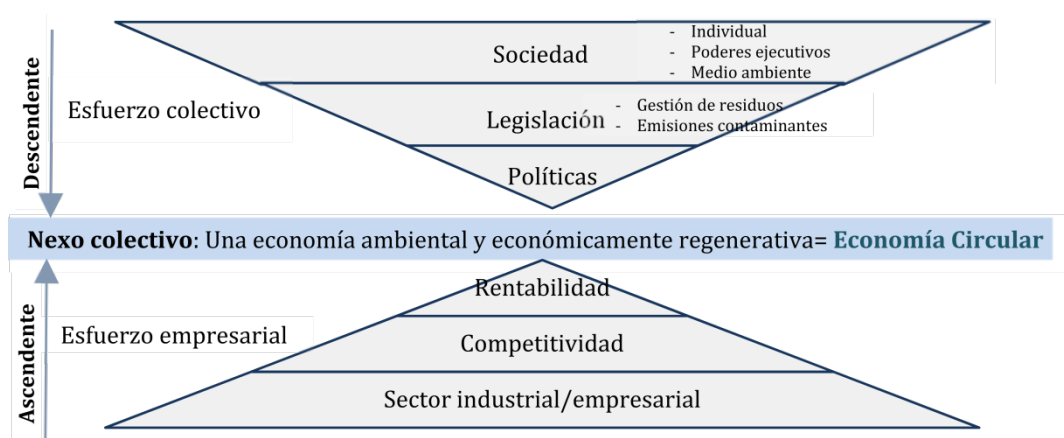 Sociedad
- Individual
- Poderes ejecutivos
- Medio ambiente
Descendente
Esfuerzo colectivo
Legislación
- Gestión de residuos
- Emisiones contaminantes
Políticas
Nexo colectivo: Una economía ambiental y económicamente regenerativa= Economía Circular
Rentabilidad
Ascendente
Esfuerzo empresarial
Competitividad
Sector industrial/empresarial